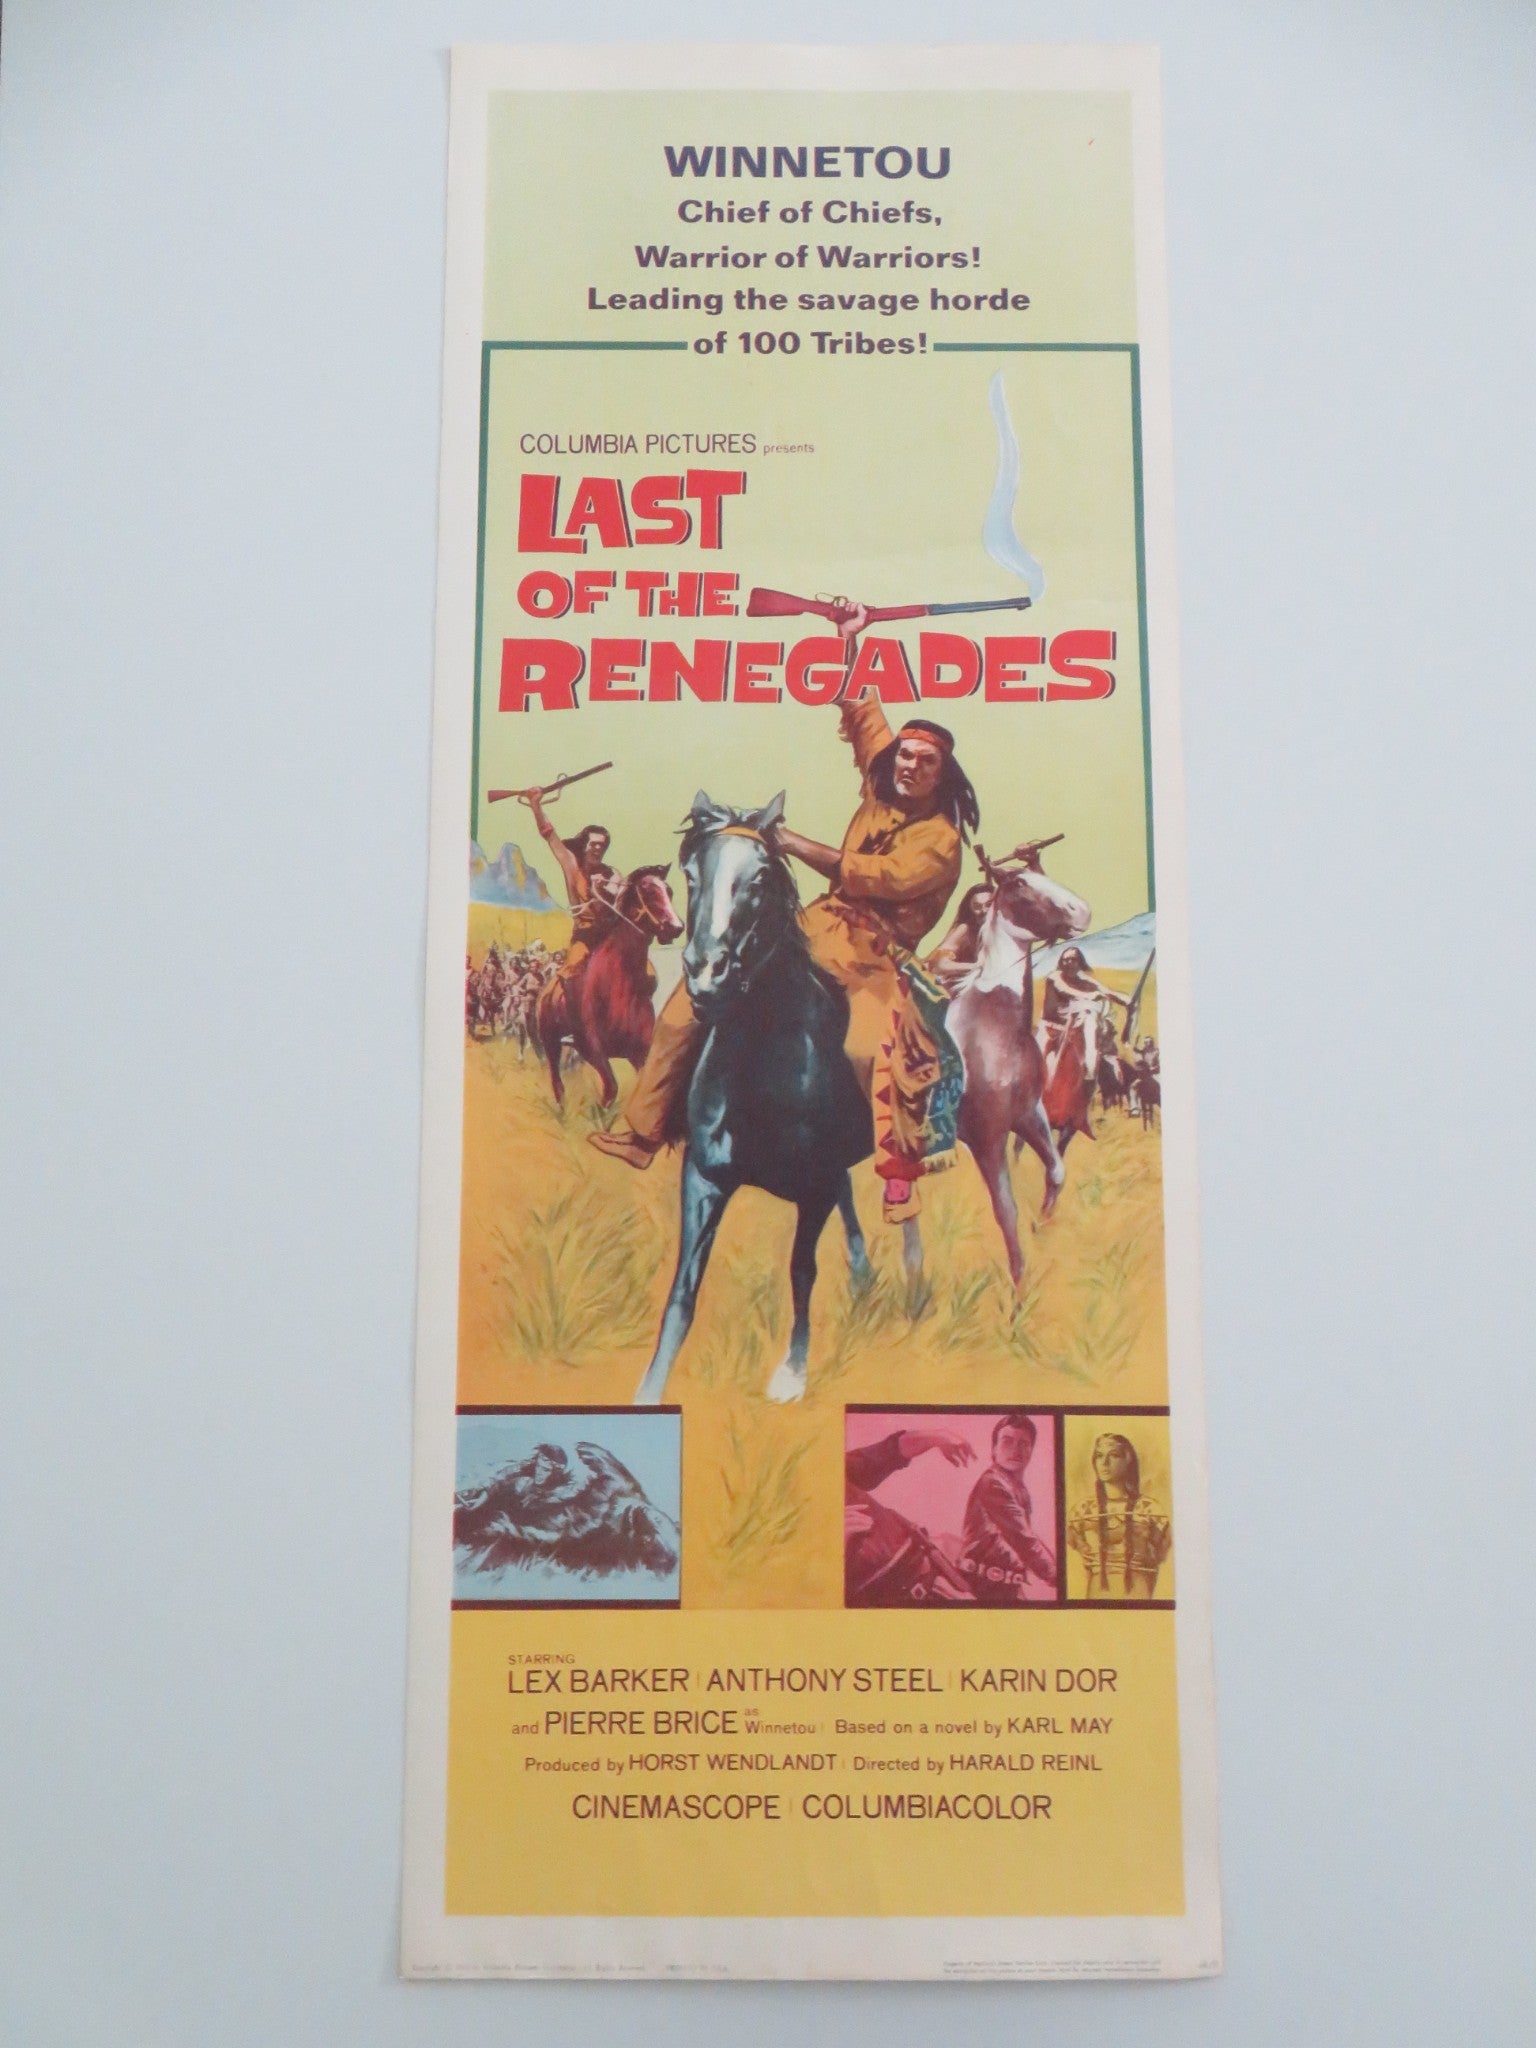 WINNETOU
Chief of Chiefs,
Warrior of Warriors!
Leading the savage horde
of 100 Tribes!
COLUMBIA PICTURES presents
LAST
OF THE
RENEGADES
STARRING
LEX BARKER | ANTHONY STEEL | KARIN DOR
and PIERRE BRICE as Winnetou | Based on a novel by KARL MAY
Produced by HORST WENDLANDT | Directed by HARALD REINL
CINEMASCOPE | COLUMBIACOLOR